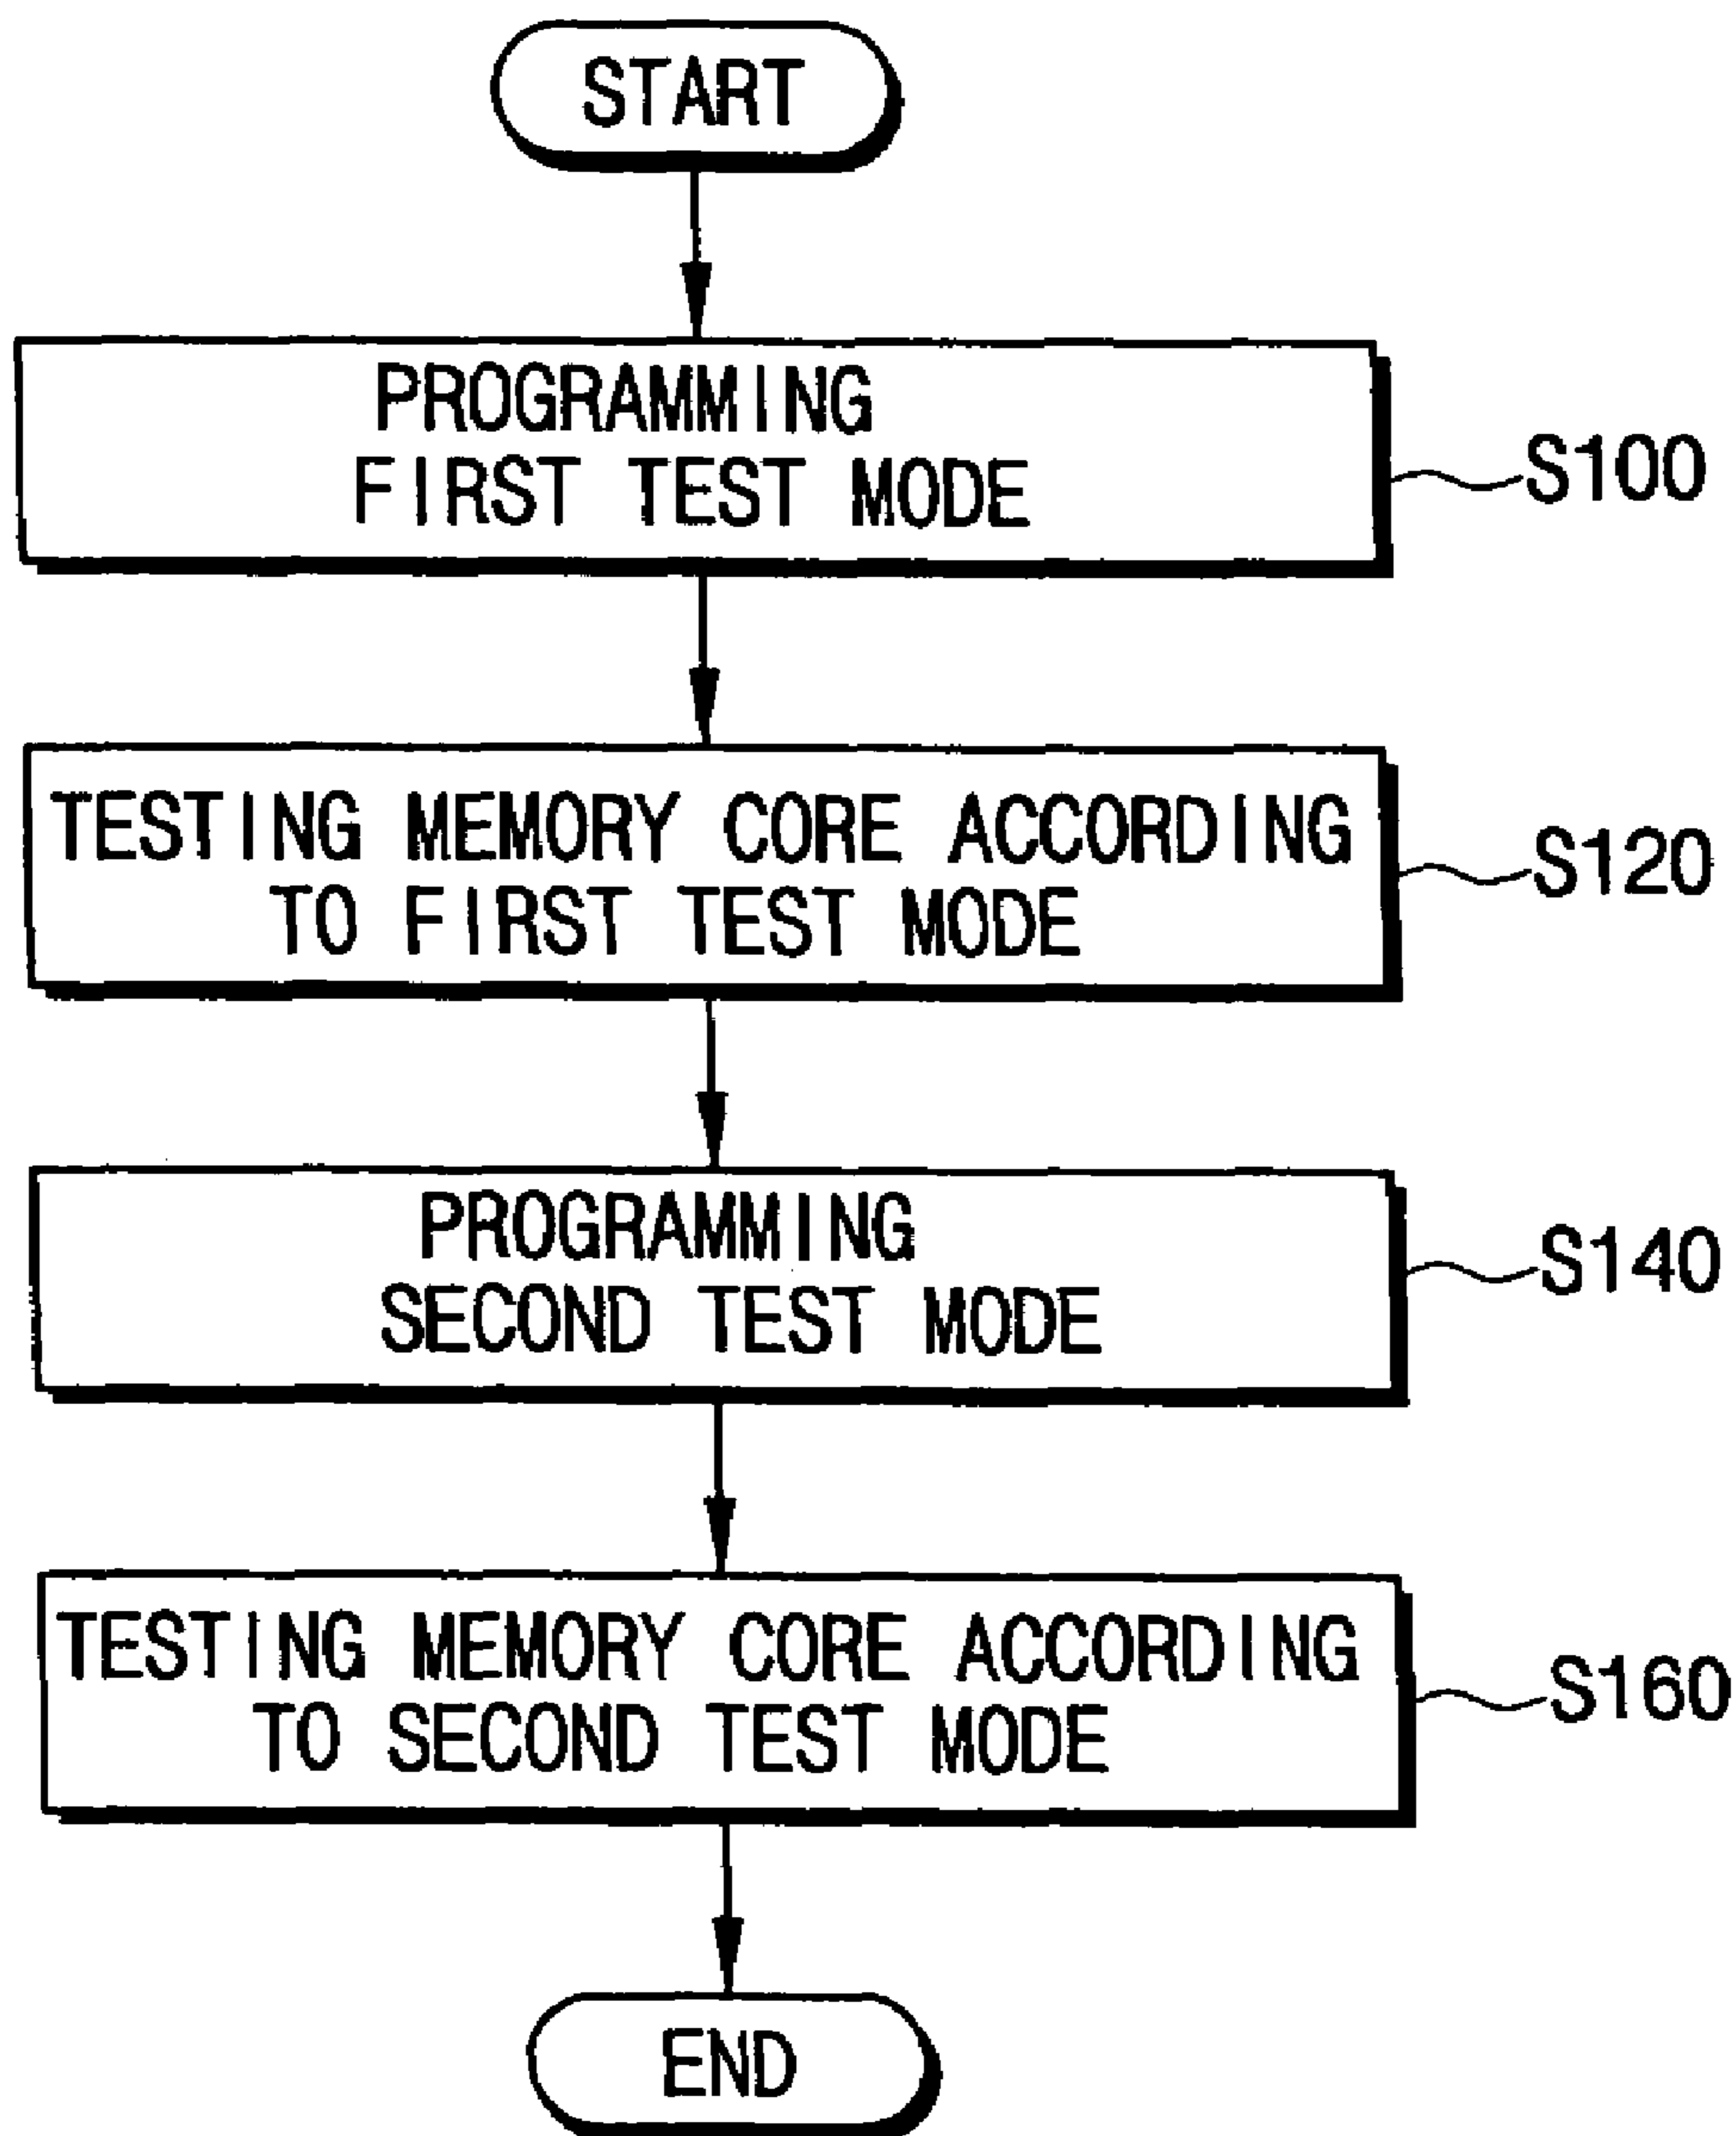 START
PROGRAMMING
FIRST TEST MODE
S100
TESTING MEMORY CORE ACCORDING
TO FIRST TEST MODE
S120
PROGRAMMING
SECOND TEST MODE
S140
TESTING MEMORY CORE ACCORDING
TO SECOND TEST MODE
S160
END